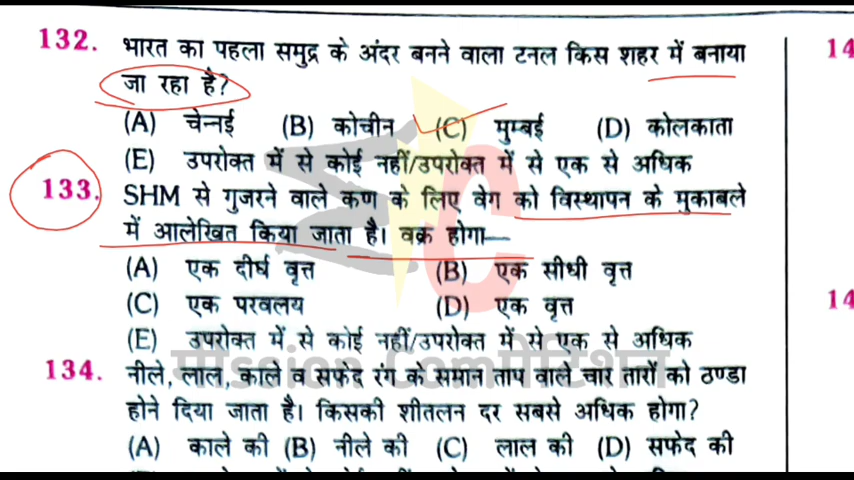 132. भारत का पहला समुद्र के अंदर बनने वाला टनल किस शहर में बनाया
जा रहा है?
(A) चेन्नई (B) कोचीन (C) मुम्बई (D) कोलकाता
(E) उपरोक्त में से कोई नहीं/उपरोक्त में से एक से अधिक
133. SHM से गुजरने वाले कण के लिए वेग को विस्थापन के मुकाबले
में आलेखित किया जाता है। वक्र होगा—
(A) एक दीर्घ वृत्त (B) एक सीधी वृत्त
(C) एक परवलय (D) एक वृत्त
(E) उपरोक्त में से कोई नहीं/उपरोक्त में से एक से अधिक
134. नीले, लाल, काले व सफेद रंग के समान ताप वाले चार तारों को ठण्डा
होने दिया जाता है। किसकी शीतलन दर सबसे अधिक होगा?
(A) काले की (B) नीले की (C) लाल की (D) सफेद की
14
14